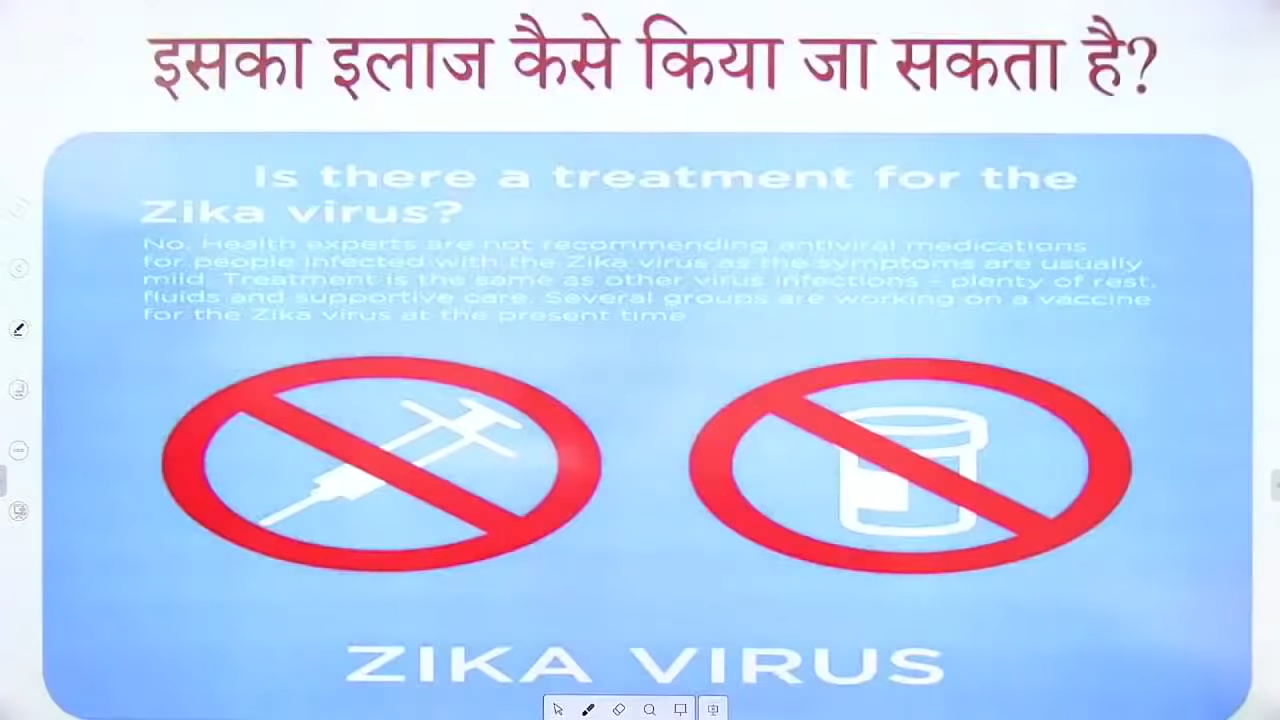 इसका इलाज कैसे किया जा सकता है?
Is there a treatment for the
Zika virus?
No. Health experts are not recommending antiviral medications
for people infected with the Zika virus as the symptoms are usually
mild. Treatment is the same as other virus infections - plenty of rest,
fluids and supportive care. Several groups are working on a vaccine
for the Zika virus at the present time
ZIKA VIRUS